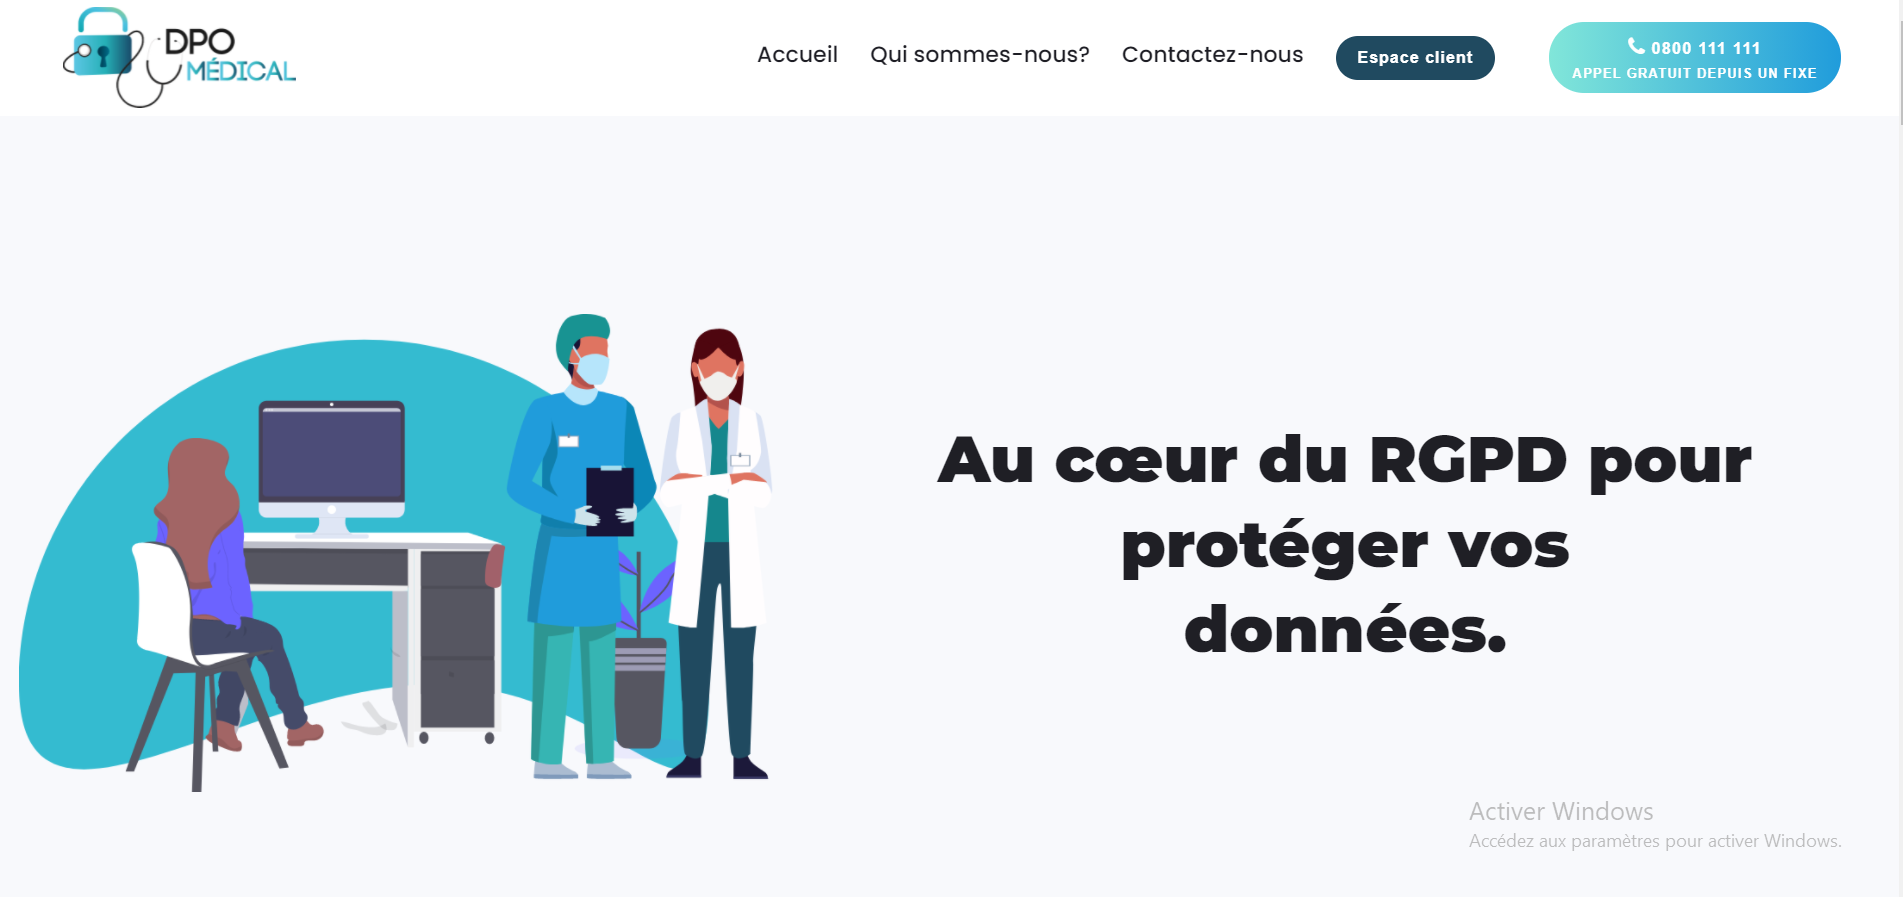 DPO
MÉDICAL
Accueil
Qui sommes-nous?
Contactez-nous
Espace client
0800 111 111
APPEL GRATUIT DEPUIS UN FIXE
Au cœur du RGPD pour
protéger vos
données.
Activer Windows
Accédez aux paramètres pour activer Windows.